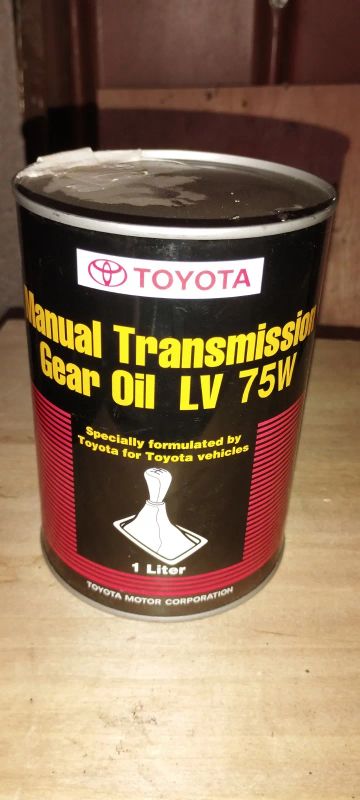 TOYOTA
Manual Transmission
Gear Oil LV 75W
Specially formulated by
Toyota for Toyota vehicles
1 Liter
TOYOTA MOTOR CORPORATION